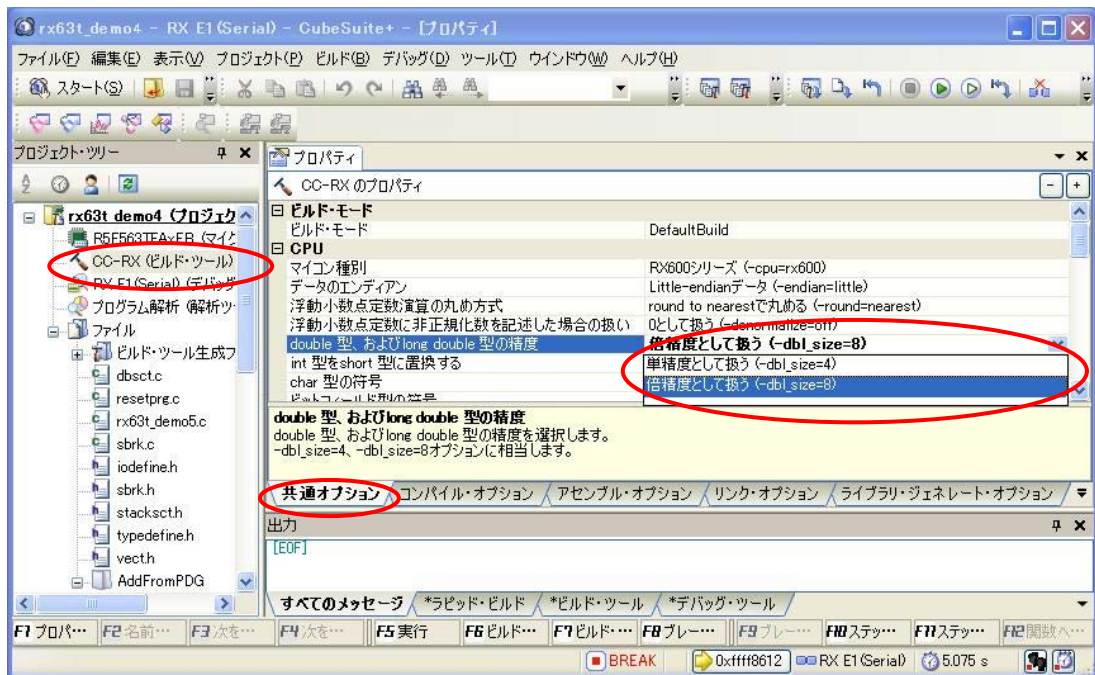 rx63t_demo4 - RX E1(Serial) - CubeSuite+ - [プロパティ]
ファイル(F) 編集(E) 表示(V) プロジェクト(P) ビルド(B) デバッグ(D) ツール(T) ウインドウ(W) ヘルプ(H)
スタート(S)
プロジェクト・ツリー
rx63t_demo4 (プロジェク
R5F563TEAxFB (マイ
CC-RX (ビルド・ツール)
RX E1(Serial) (デバッグ
プログラム解析 (解析ツ・
ファイル
ビルド・ツール生成フ
dbsct.c
resetprg.c
rx63t_demo5.c
sbrk.c
iodefine.h
sbrk.h
stacksct.h
typedefine.h
vect.h
AddFromPDG
プロパティ
CC-RX のプロパティ
ビルド・モード
ビルド・モード DefaultBuild
CPU
マイコン種別 RX600シリーズ (-cpu=rx600)
データのエンディアン Little-endianデータ (-endian=little)
浮動小数点定数演算の丸め方式 round to nearestで丸める (-round=nearest)
浮動小数点定数に非正規化数を記述した場合の扱い 0として扱う (-denormalize=off)
double 型、およびlong double 型の精度 倍精度として扱う (-dbl_size=8)
int 型をshort 型に置換する 単精度として扱う (-dbl_size=4)
char 型の符号 倍精度として扱う (-dbl_size=8)
ビットフィールド型の符号
double 型、およびlong double 型の精度
double 型、およびlong double 型の精度を選択します。
-dbl_size=4、-dbl_size=8オプションに相当します。
共通オプション コンパイル・オプション アセンブル・オプション リンク・オプション ライブラリ・ジェネレート・オプション
出力
[EOF]
すべてのメッセージ *ラピッド・ビルド *ビルド・ツール *デバッグ・ツール
F1 プロパ… F2 名前… F3 次を… F4 次を… F5 実行 F6 ビルド… F7 ビルド・… F8 ブレー… F9 ブレー… F10 ステッ… F11 ステッ… F12 関数へ…
BREAK 0xffff8612 RX E1(Serial) 5.075 s